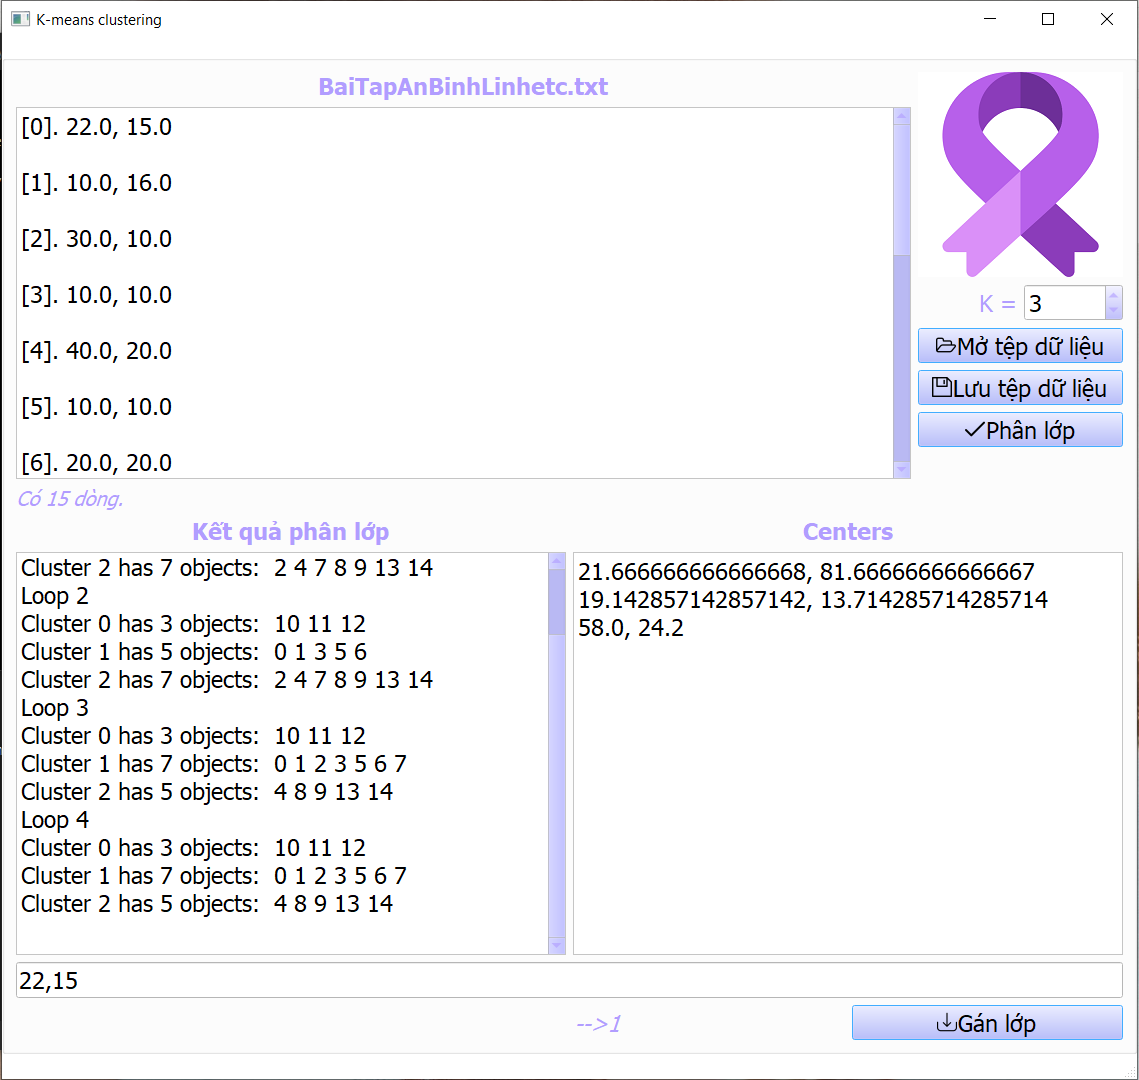 K-means clustering
BaiTapAnBinhLinhetc.txt
[0]. 22.0, 15.0
[1]. 10.0, 16.0
[2]. 30.0, 10.0
[3]. 10.0, 10.0
[4]. 40.0, 20.0
[5]. 10.0, 10.0
[6]. 20.0, 20.0
K = 3
Mở tệp dữ liệu
Lưu tệp dữ liệu
Phân lớp
Có 15 dòng.
Kết quả phân lớp
Cluster 2 has 7 objects: 2 4 7 8 9 13 14
Loop 2
Cluster 0 has 3 objects: 10 11 12
Cluster 1 has 5 objects: 0 1 3 5 6
Cluster 2 has 7 objects: 2 4 7 8 9 13 14
Loop 3
Cluster 0 has 3 objects: 10 11 12
Cluster 1 has 7 objects: 0 1 2 3 5 6 7
Cluster 2 has 5 objects: 4 8 9 13 14
Loop 4
Cluster 0 has 3 objects: 10 11 12
Cluster 1 has 7 objects: 0 1 2 3 5 6 7
Cluster 2 has 5 objects: 4 8 9 13 14
Centers
21.666666666666668, 81.66666666666667
19.142857142857142, 13.714285714285714
58.0, 24.2
22,15
-->1
Gán lớp